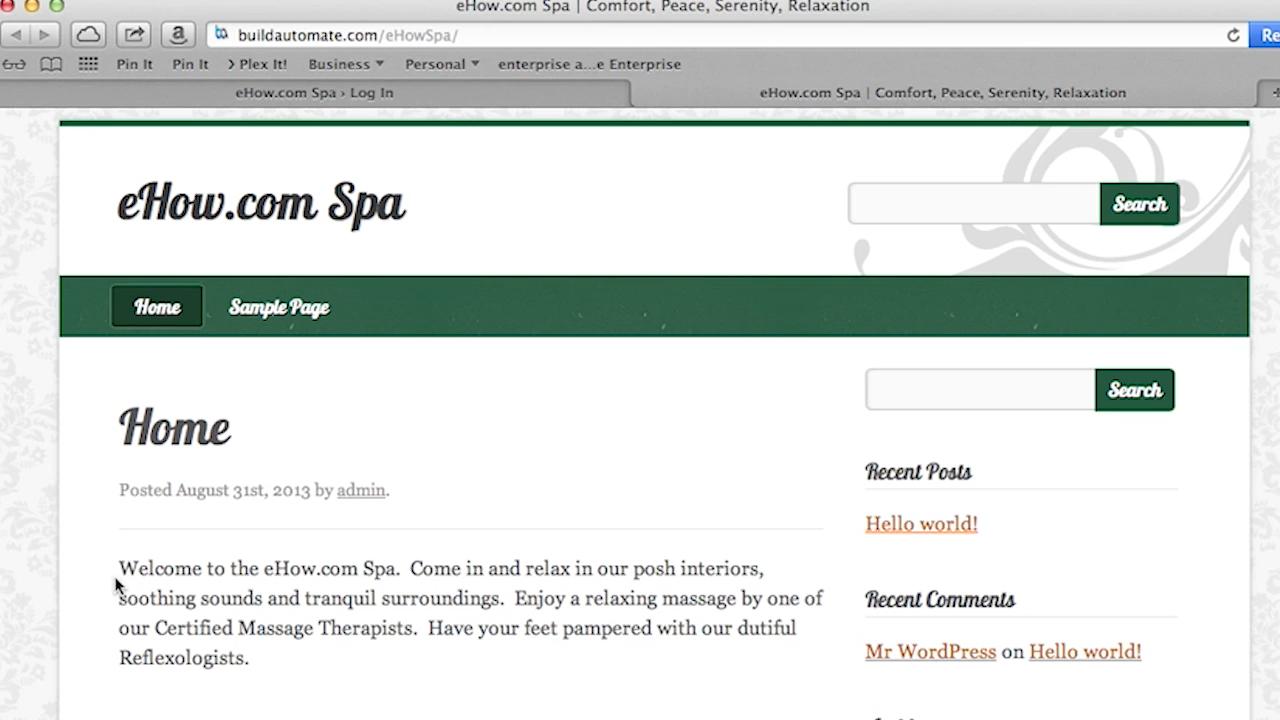 eHow.com Spa | Comfort, Peace, Serenity, Relaxation
buildautomate.com/eHowSpa/
Pin It Pin It > Plex It! Business Personal enterprise a...e Enterprise
eHow.com Spa › Log In
eHow.com Spa | Comfort, Peace, Serenity, Relaxation
eHow.com Spa
Search
Home
Sample Page
Home
Posted August 31st, 2013 by admin.
Welcome to the eHow.com Spa. Come in and relax in our posh interiors,
soothing sounds and tranquil surroundings. Enjoy a relaxing massage by one of
our Certified Massage Therapists. Have your feet pampered with our dutiful
Reflexologists.
Search
Recent Posts
Hello world!
Recent Comments
Mr WordPress on Hello world!